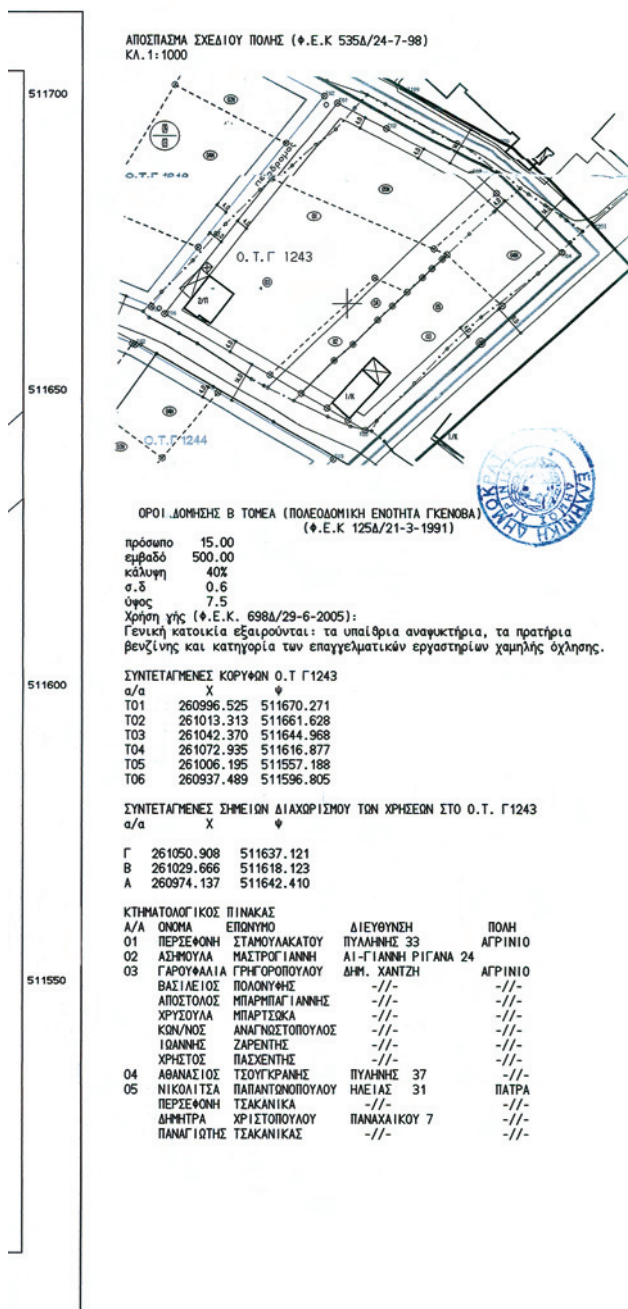 ΑΠΟΣΠΑΣΜΑ ΣΧΕΔΙΟΥ ΠΟΛΗΣ (Φ.Ε.Κ 535Δ/24-7-98)
ΚΛ.1:1000
511700
Ο.Τ.Γ 1243
2/Π
πεζόδρομος
511650
Ο.Τ.Γ 1244
1/Κ
1/Κ
ΕΛΛΗΝΙΚΗ ΔΗΜΟΚΡΑΤ
ΟΡΟΙ ΔΟΜΗΣΗΣ Β ΤΟΜΕΑ (ΠΟΛΕΟΔΟΜΙΚΗ ΕΝΟΤΗΤΑ ΓΚΕΝΟΒΑ)
(Φ.Ε.Κ 125Δ/21-3-1991)
πρόσωπο 15.00
εμβαδό 500.00
κάλυψη 40%
σ.δ 0.6
ύψος 7.5
Χρήση γής (Φ.Ε.Κ. 698Δ/29-6-2005):
Γενική κατοικία εξαιρούνται: τα υπαίθρια αναψυκτήρια, τα πρατήρια
βενζίνης και κατηγορία των επαγγελματικών εργαστηρίων χαμηλής όχλησης.
511600
ΣΥΝΤΕΤΑΓΜΕΝΕΣ ΚΟΡΥΦΩΝ Ο.Τ Γ1243
α/α Χ Ψ
Τ01 260996.525 511670.271
Τ02 261013.313 511661.628
Τ03 261042.370 511644.968
Τ04 261072.935 511616.877
Τ05 261006.195 511557.188
Τ06 260937.489 511596.805
ΣΥΝΤΕΤΑΓΜΕΝΕΣ ΣΗΜΕΙΩΝ ΔΙΑΧΩΡΙΣΜΟΥ ΤΩΝ ΧΡΗΣΕΩΝ ΣΤΟ Ο.Τ. Γ1243
α/α Χ Ψ
Γ 261050.908 511637.121
Β 261029.666 511618.123
Α 260974.137 511642.410
ΚΤΗΜΑΤΟΛΟΓΙΚΟΣ ΠΙΝΑΚΑΣ
Α/Α ΟΝΟΜΑ ΕΠΩΝΥΜΟ ΔΙΕΥΘΥΝΣΗ ΠΟΛΗ
01 ΠΕΡΣΕΦΟΝΗ ΣΤΑΜΟΥΛΑΚΑΤΟΥ ΠΥΛΛΗΝΗΣ 33 ΑΓΡΙΝΙΟ
02 ΑΣΗΜΟΥΛΑ ΜΑΣΤΡΟΓΙΑΝΝΗ ΑΙ-ΓΙΑΝΝΗ ΡΙΓΑΝΑ 24
03 ΓΑΡΟΥΦΑΛΙΑ ΓΡΗΓΟΡΟΠΟΥΛΟΥ ΔΗΜ. ΧΑΝΤΖΗ ΑΓΡΙΝΙΟ
511550
ΒΑΣΙΛΕΙΟΣ ΠΟΛΟΝΥΦΗΣ -//- -//-
ΑΠΟΣΤΟΛΟΣ ΜΠΑΡΜΠΑΓΙΑΝΝΗΣ -//- -//-
ΧΡΥΣΟΥΛΑ ΜΠΑΡΤΣΩΚΑ -//- -//-
ΚΩΝ/ΝΟΣ ΑΝΑΓΝΩΣΤΟΠΟΥΛΟΣ -//- -//-
ΙΩΑΝΝΗΣ ΖΑΡΕΝΤΗΣ -//- -//-
ΧΡΗΣΤΟΣ ΠΑΣΧΕΝΤΗΣ -//- -//-
04 ΑΘΑΝΑΣΙΟΣ ΤΣΟΥΓΚΡΑΝΗΣ ΠΥΛΗΝΗΣ 37 -//-
05 ΝΙΚΟΛΙΤΣΑ ΠΑΠΑΝΤΩΝΟΠΟΥΛΟΥ ΗΛΕΙΑΣ 31 ΠΑΤΡΑ
ΠΕΡΣΕΦΟΝΗ ΤΣΑΚΑΝΙΚΑ -//- -//-
ΔΗΜΗΤΡΑ ΧΡΙΣΤΟΠΟΥΛΟΥ ΠΑΝΑΧΑΙΚΟΥ 7 -//-
ΠΑΝΑΓΙΩΤΗΣ ΤΣΑΚΑΝΙΚΑΣ -//- -//-